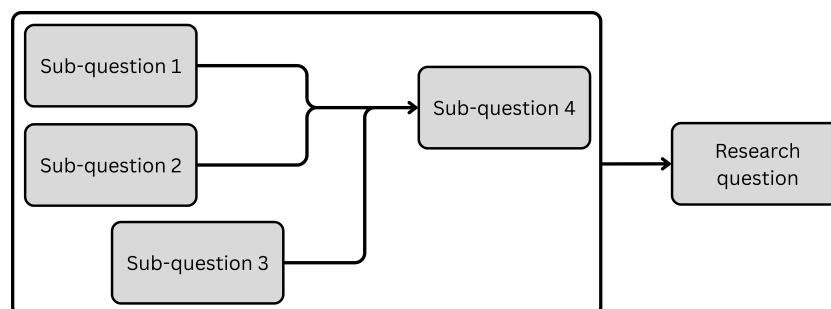 Sub-question 1
Sub-question 2
Sub-question 3
Sub-question 4
Research
question